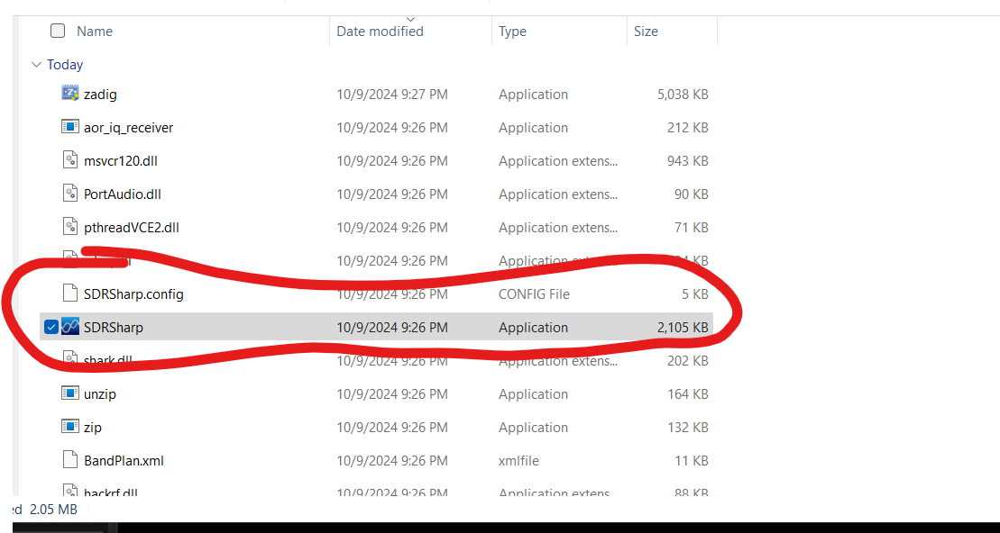 Name Date modified Type Size
Today
zadig 10/9/2024 9:27 PM Application 5,038 KB
aor_iq_receiver 10/9/2024 9:26 PM Application 212 KB
msvcr120.dll 10/9/2024 9:26 PM Application extens... 943 KB
PortAudio.dll 10/9/2024 9:26 PM Application extens... 90 KB
pthreadVCE2.dll 10/9/2024 9:26 PM Application extens... 71 KB
10/9/2024 9:26 PM Application extens... KB
SDRSharp.config 10/9/2024 9:26 PM CONFIG File 5 KB
SDRSharp 10/9/2024 9:26 PM Application 2,105 KB
shark.dll 10/9/2024 9:26 PM Application extens... 202 KB
unzip 10/9/2024 9:26 PM Application 164 KB
zip 10/9/2024 9:26 PM Application 132 KB
BandPlan.xml 10/9/2024 9:26 PM xmlfile 11 KB
hackrf.dll 10/9/2024 9:26 PM Application extens 88 KB
ed 2.05 MB